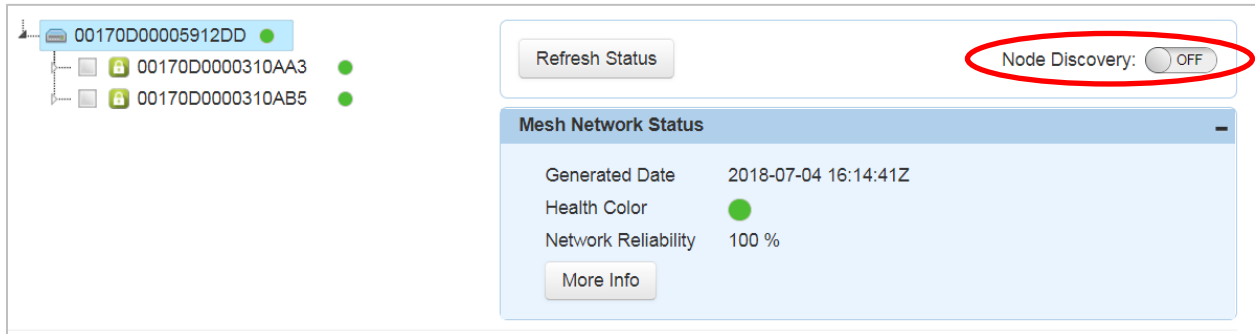 00170D00005912DD
00170D0000310AA3
00170D0000310AB5
Refresh Status
Node Discovery: OFF
Mesh Network Status
Generated Date 2018-07-04 16:14:41Z
Health Color
Network Reliability 100 %
More Info